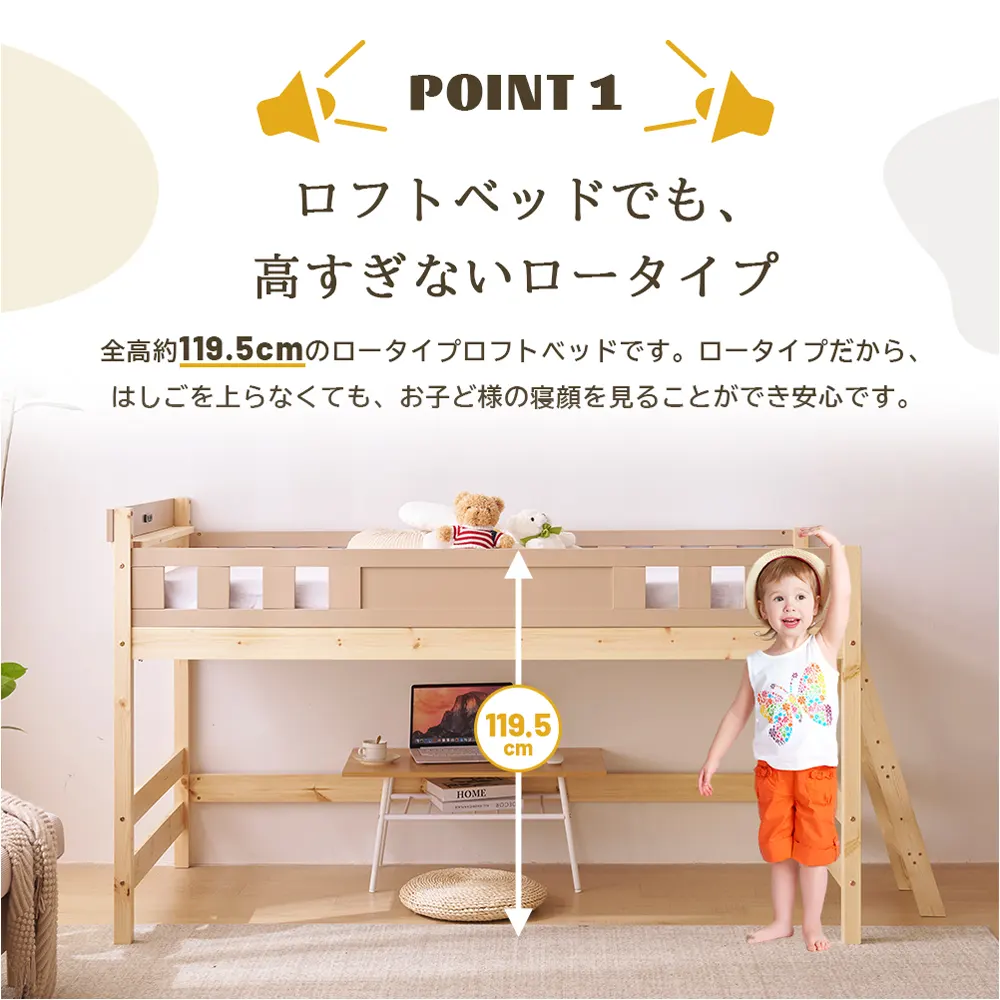 POINT 1
ロフトベッドでも、
高すぎないロータイプ
全高約119.5cmのロータイプロフトベッドです。ロータイプだから、
はしごを上らなくても、お子ど様の寝顔を見ることができ安心です。
119.5
cm
HOME
DECOR